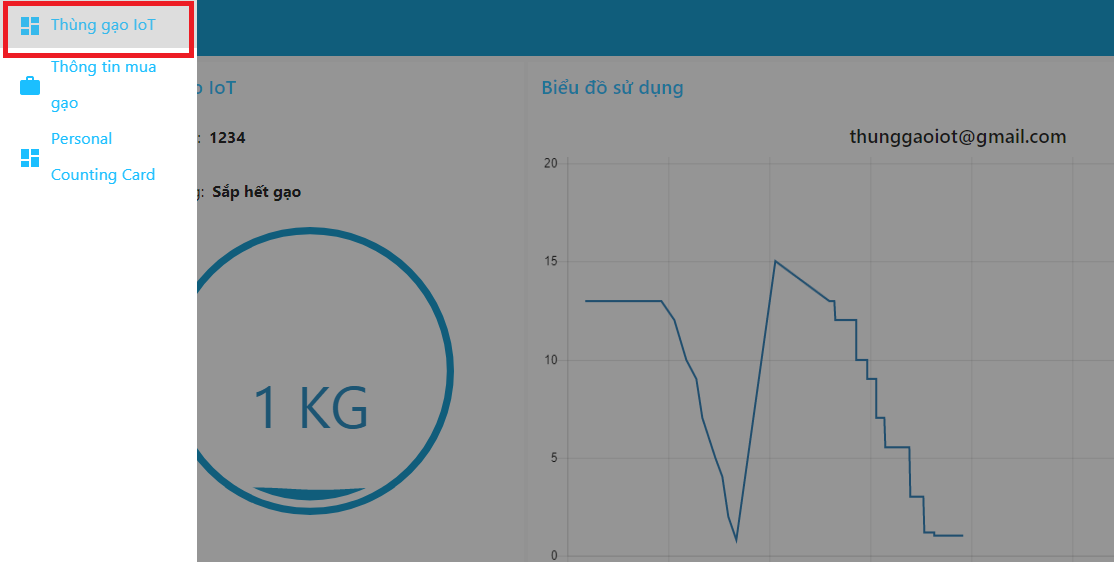 Thùng gạo IoT
Thông tin mua
gạo
Personal
Counting Card
o IoT
: 1234
g: Sắp hết gạo
1 KG
Biểu đồ sử dụng
thunggaoiot@gmail.com
20
15
10
5
0